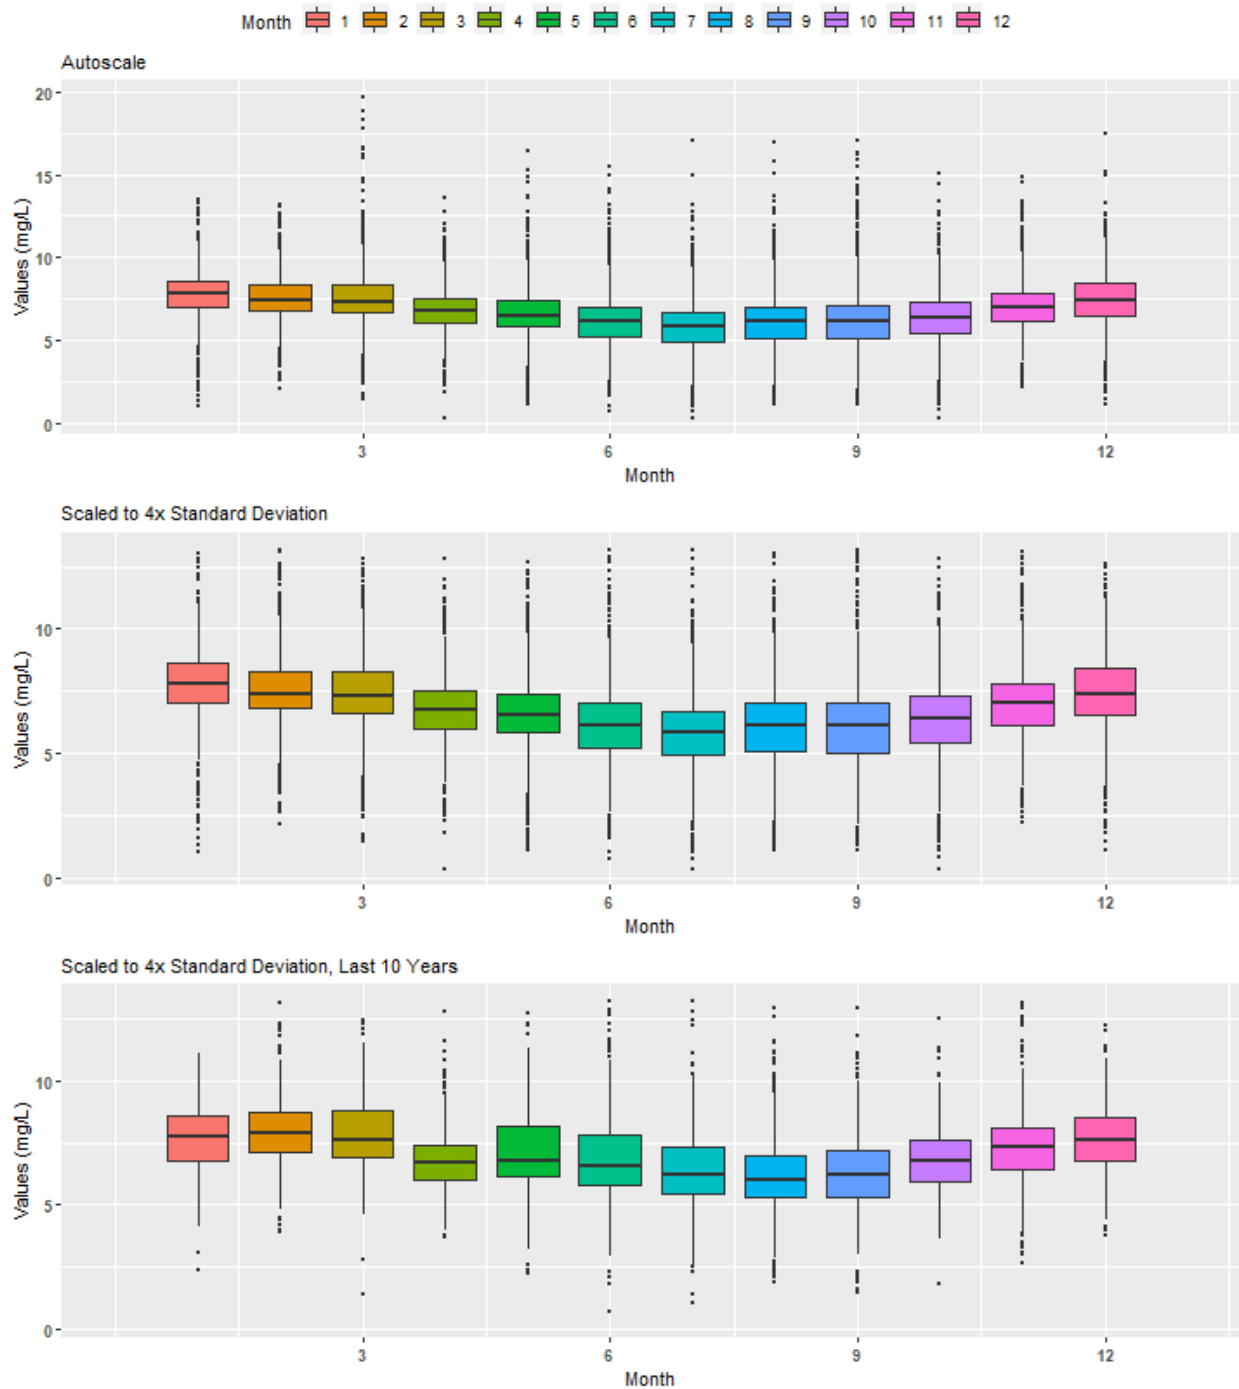 Month 1 2 3 4 5 6 7 8 9 10 11 12
Autoscale
Values (mg/L)
20
15
10
5
0
3 6 9 12
Month
Scaled to 4x Standard Deviation
Values (mg/L)
10
5
0
3 6 9 12
Month
Scaled to 4x Standard Deviation, Last 10 Years
Values (mg/L)
10
5
0
3 6 9 12
Month